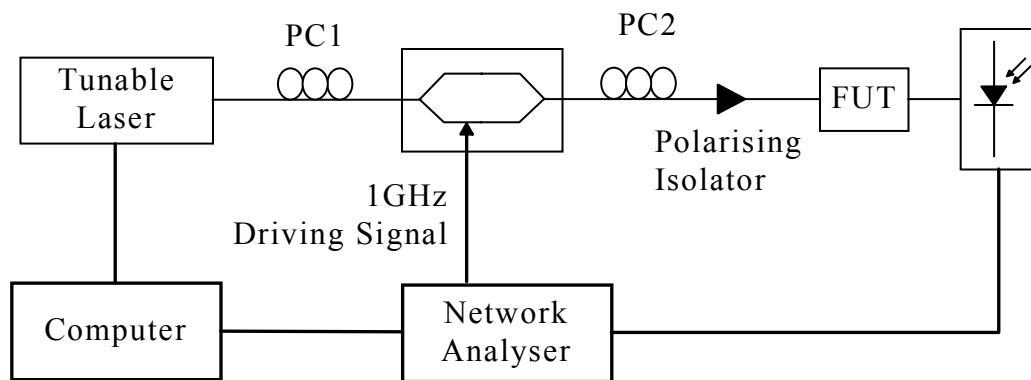 PC1
PC2
Tunable
Laser
FUT
Polarising
Isolator
1GHz
Driving Signal
Computer
Network
Analyser